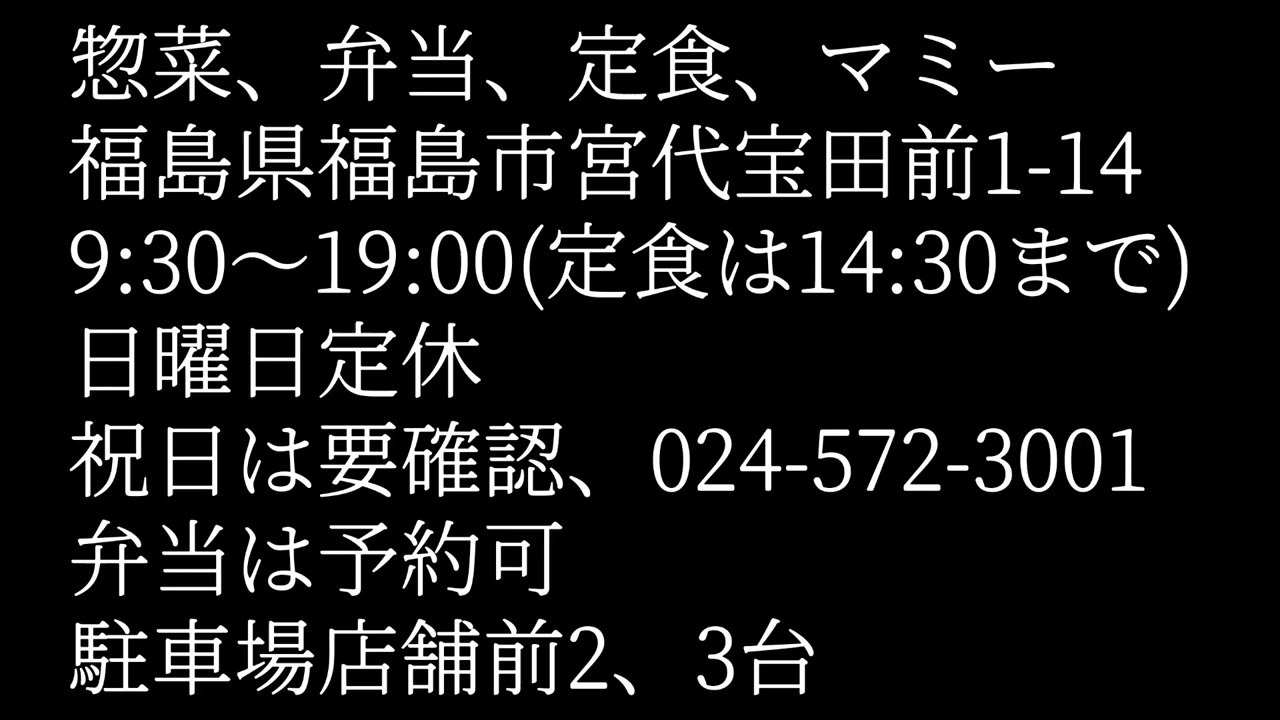 惣菜、弁当、定食、マミー
福島県福島市宮代宝田前1-14
9:30〜19:00(定食は14:30まで)
日曜日定休
祝日は要確認、024-572-3001
弁当は予約可
駐車場店舗前2、3台